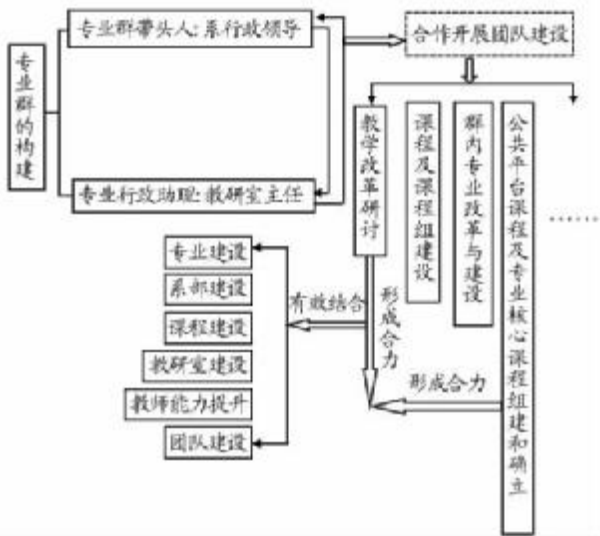 专业群的构建
专业群带头人:系行政领导
专业行政助理:教研室主任
合作开展团队建设
教学改革研讨
课程及课程组建设
群内专业改革与建设
公共平台课程及专业核心课程组建和确立
……
专业建设
系部建设
课程建设
教研室建设
教师能力提升
团队建设
有效结合
形成合力
形成合力